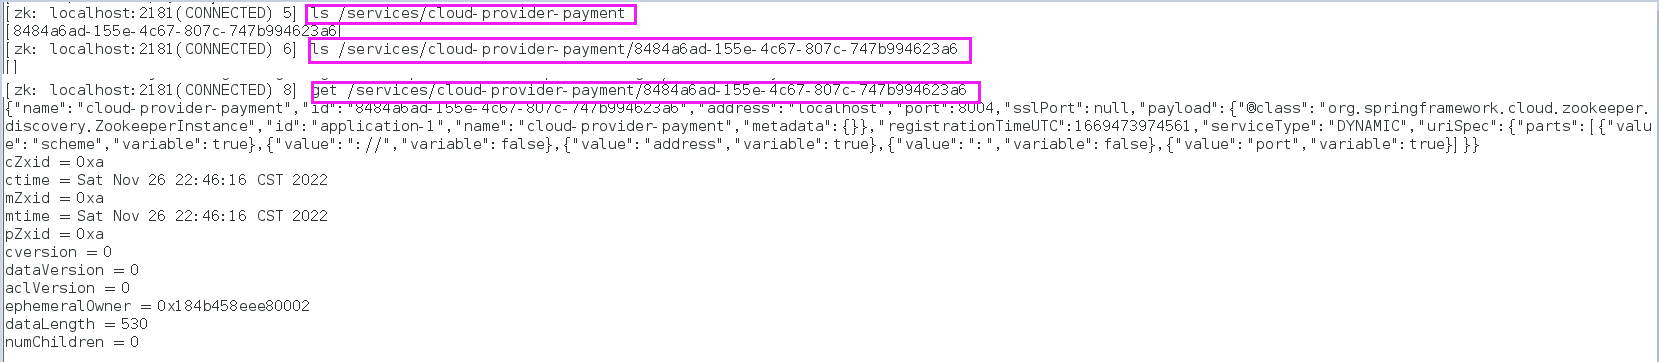 [zk: localhost:2181(CONNECTED) 5] ls /services/cloud-provider-payment
[8484a6ad-155e-4c67-807c-747b994623a6]
[zk: localhost:2181(CONNECTED) 6] ls /services/cloud-provider-payment/8484a6ad-155e-4c67-807c-747b994623a6
[]
[zk: localhost:2181(CONNECTED) 8] get /services/cloud-provider-payment/8484a6ad-155e-4c67-807c-747b994623a6
{"name":"cloud-provider-payment","id":"8484a6ad-155e-4c67-807c-747b994623a6","address":"localhost","port":8004,"sslPort":null,"payload":{"@class":"org.springframework.cloud.zookeeper.
discovery.ZookeeperInstance","id":"application-1","name":"cloud-provider-payment","metadata":{}},"registrationTimeUTC":1669473974561,"serviceType":"DYNAMIC","uriSpec":{"parts":[{"valu
e":"scheme","variable":true},{"value":"://","variable":false},{"value":"address","variable":true},{"value":":","variable":false},{"value":"port","variable":true}]}}
cZxid = 0xa
ctime = Sat Nov 26 22:46:16 CST 2022
mZxid = 0xa
mtime = Sat Nov 26 22:46:16 CST 2022
pZxid = 0xa
cversion = 0
dataVersion = 0
aclVersion = 0
ephemeralOwner = 0x184b458eee80002
dataLength = 530
numChildren = 0